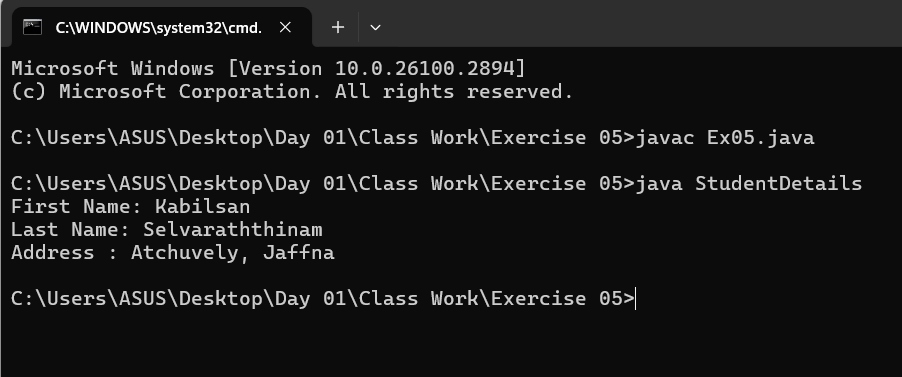 C:\WINDOWS\system32\cmd.
Microsoft Windows [Version 10.0.26100.2894]
(c) Microsoft Corporation. All rights reserved.
C:\Users\ASUS\Desktop\Day 01\Class Work\Exercise 05>javac Ex05.java
C:\Users\ASUS\Desktop\Day 01\Class Work\Exercise 05>java StudentDetails
First Name: Kabilsan
Last Name: Selvaraththinam
Address : Atchuvely, Jaffna
C:\Users\ASUS\Desktop\Day 01\Class Work\Exercise 05>